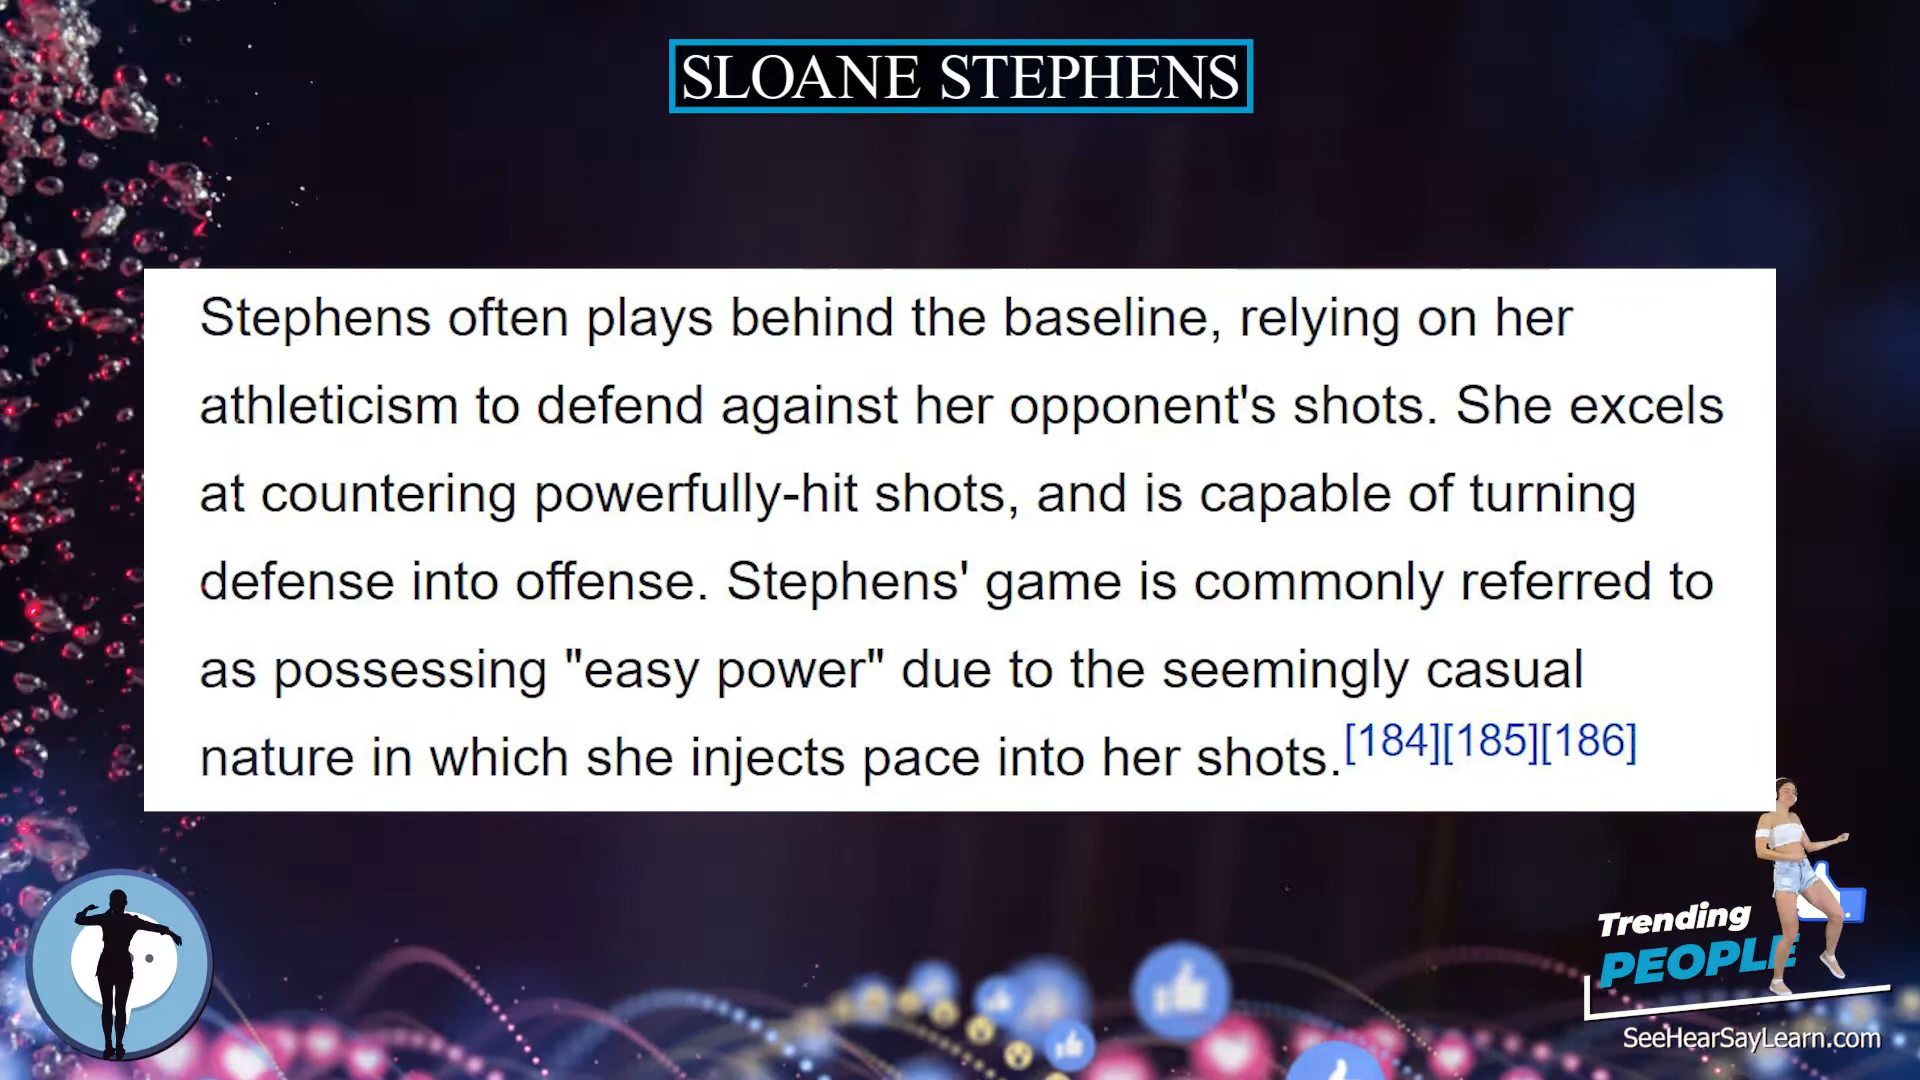 SLOANE STEPHENS
Stephens often plays behind the baseline, relying on her
athleticism to defend against her opponent's shots. She excels
at countering powerfully-hit shots, and is capable of turning
defense into offense. Stephens' game is commonly referred to
as possessing "easy power" due to the seemingly casual
nature in which she injects pace into her shots.[184][185][186]
Trending
PEOPLE
SeeHearSayLearn.com